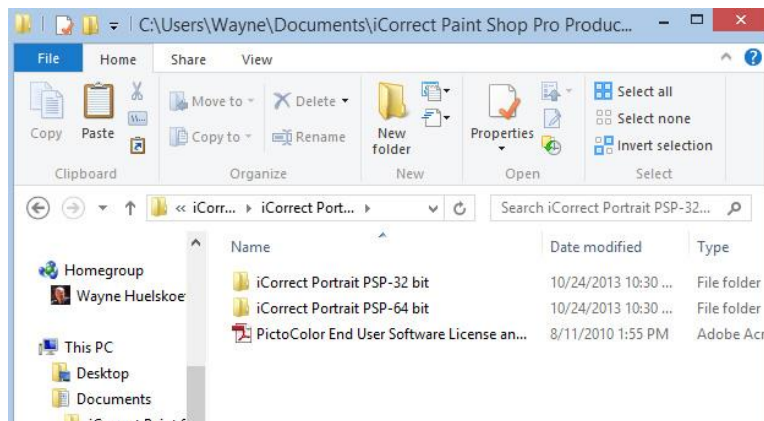 C:\Users\Wayne\Documents\iCorrect Paint Shop Pro Produc...
File Home Share View
Copy
Paste
Move to
Copy to
Delete
Rename
New folder
Properties
Select all
Select none
Invert selection
Clipboard Organize New Open Select
« iCorr... iCorrect Port...
Search iCorrect Portrait PSP-32...
Name Date modified Type
Homegroup
Wayne Huelskoe
This PC
Desktop
Documents
iCorrect Portrait PSP-32 bit 10/24/2013 10:30 ... File folder
iCorrect Portrait PSP-64 bit 10/24/2013 10:30 ... File folder
PictoColor End User Software License an... 8/11/2010 1:55 PM Adobe Acr